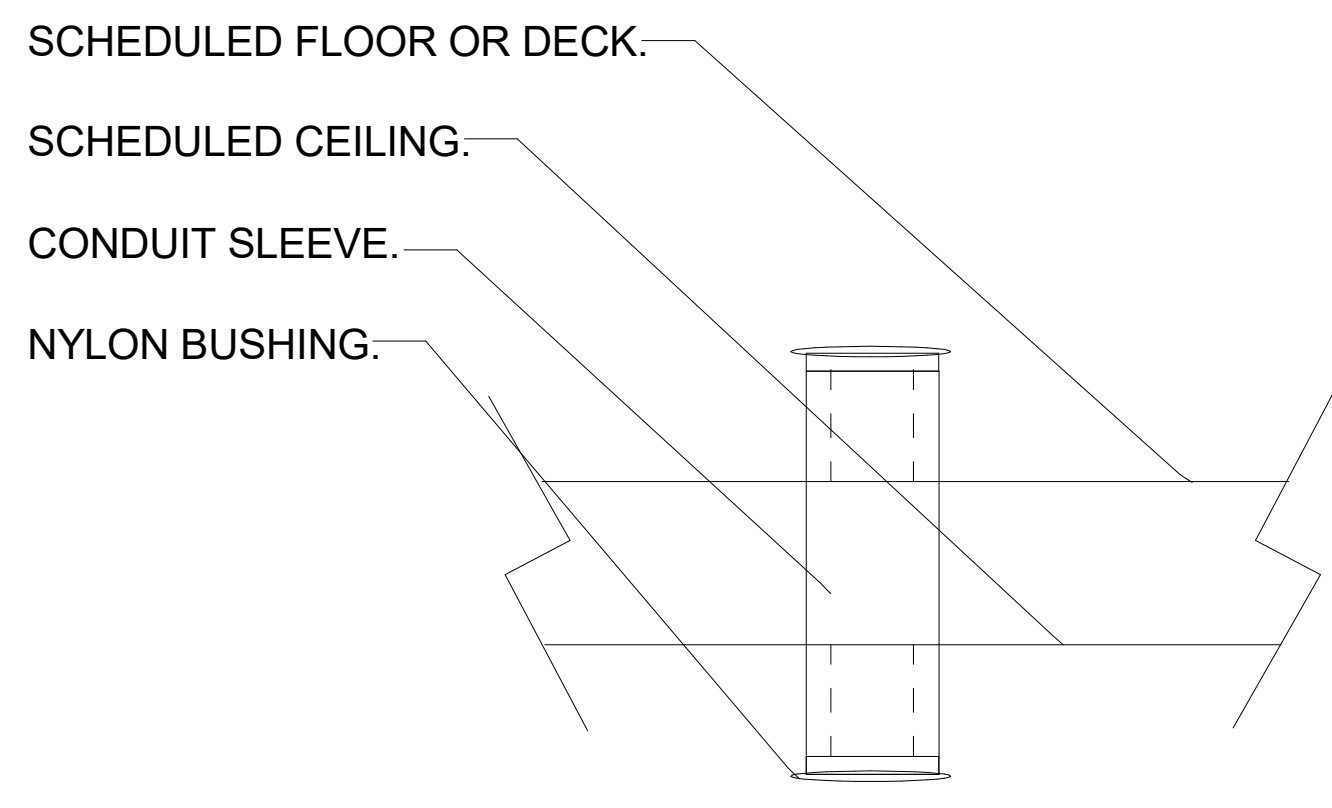 SCHEDULED FLOOR OR DECK.
SCHEDULED CEILING.
CONDUIT SLEEVE.
NYLON BUSHING.